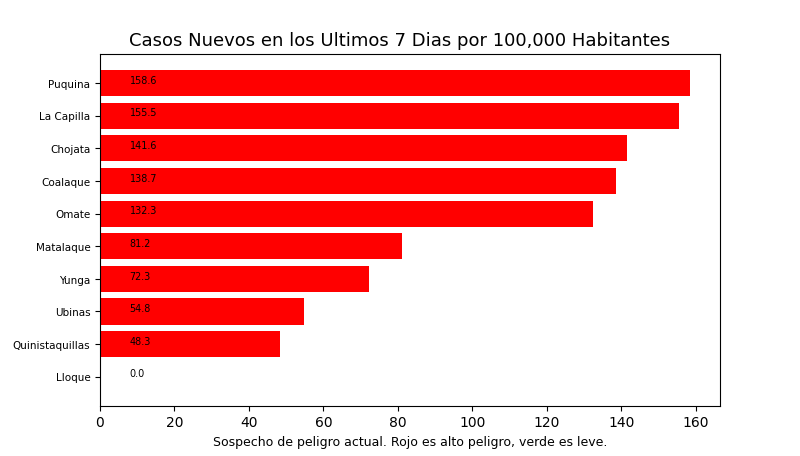 Casos Nuevos en los Ultimos 7 Dias por 100,000 Habitantes
Puquina 158.6
La Capilla 155.5
Chojata 141.6
Coalaque 138.7
Omate 132.3
Matalaque 81.2
Yunga 72.3
Ubinas 54.8
Quinistaquillas 48.3
Lloque 0.0
0 20 40 60 80 100 120 140 160
Sospecho de peligro actual. Rojo es alto peligro, verde es leve.